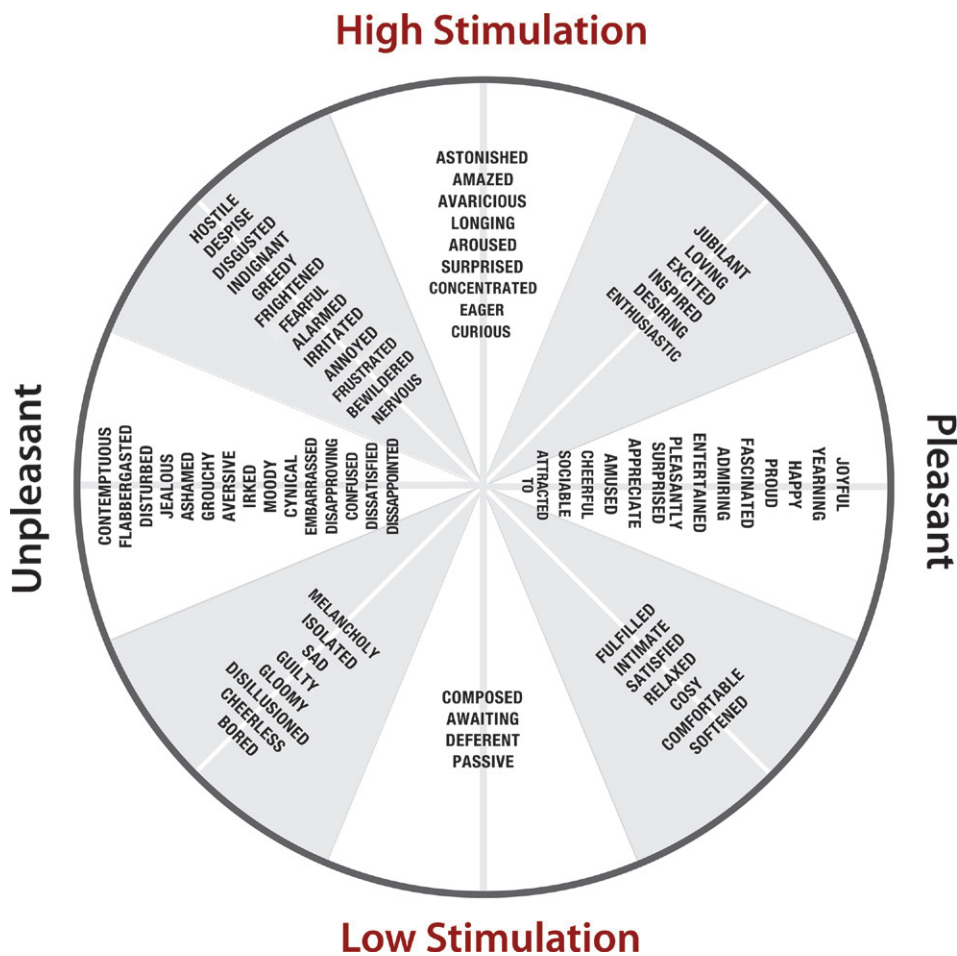 High Stimulation
ASTONISHED
AMAZED
AVARICIOUS
LONGING
AROUSED
SURPRISED
CONCENTRATED
EAGER
CURIOUS
HOSTILE
DESPISE
DISGUSTED
INDIGNANT
GREEDY
FRIGHTENED
FEARFUL
ALARMED
IRRITATED
ANNOYED
FRUSTRATED
BEWILDERED
NERVOUS
JUBILANT
LOVING
EXCITED
INSPIRED
DESIRING
ENTHUSIASTIC
Unpleasant
CONTEMPTUOUS
FLABBERGASTED
DISTURBED
JEALOUS
ASHAMED
GROUCHY
AVERSIVE
IRKED
MOODY
CYNICAL
EMBARRASSED
DISAPPROVING
CONFUSED
DISSATISFIED
DISAPPOINTED
ATTRACTED
TO
SOCIABLE
CHEERFUL
AMUSED
APPRECIATE
SURPRISED
PLEASANTLY
ENTERTAINED
ADMIRING
FASCINATED
PROUD
HAPPY
YEARNING
JOYFUL
Pleasant
MELANCHOLY
ISOLATED
SAD
GUILTY
GLOOMY
DISILLUSIONED
CHEERLESS
BORED
COMPOSED
AWAITING
DEFERENT
PASSIVE
FULFILLED
INTIMATE
SATISFIED
RELAXED
COSY
COMFORTABLE
SOFTENED
Low Stimulation